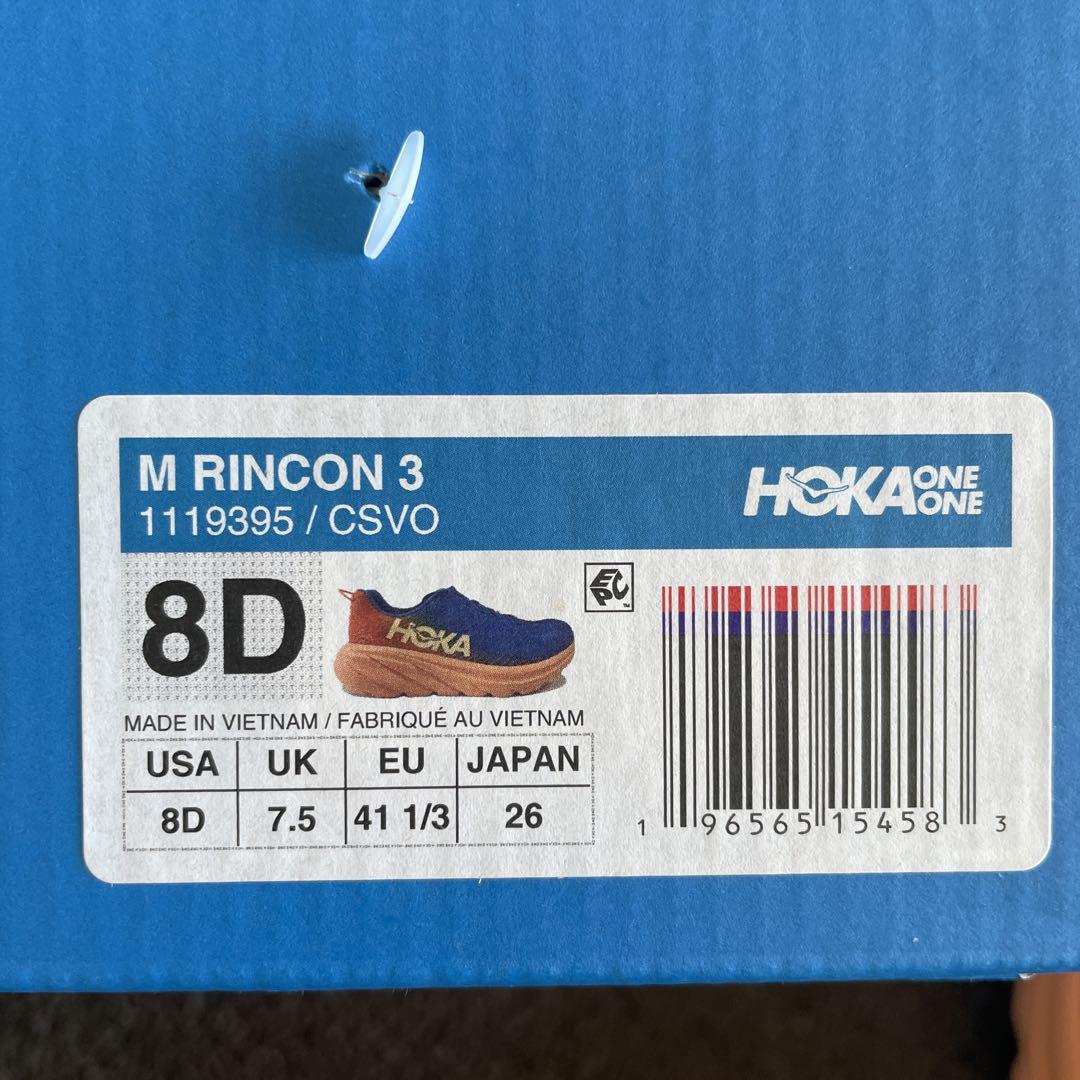 M RINCON 3
1119395 / CSVO
HOKA ONE ONE
8D
HOKA
EPC™
MADE IN VIETNAM / FABRIQUÉ AU VIETNAM
USA UK EU JAPAN
8D 7.5 41 1/3 26
1 96565 15458 3